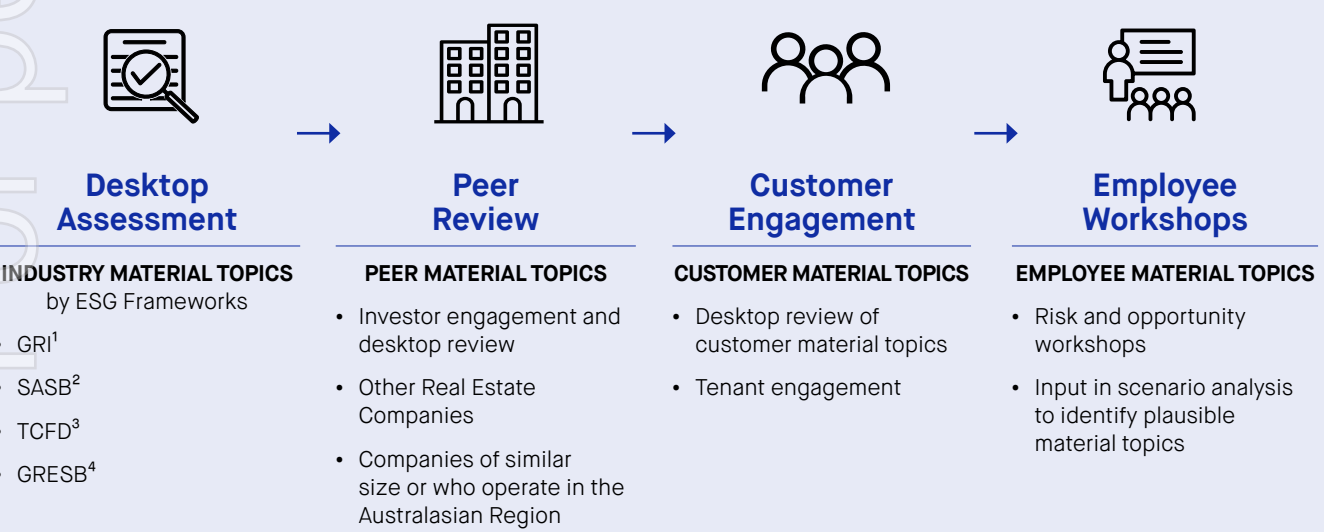 Desktop
Assessment
INDUSTRY MATERIAL TOPICS
by ESG Frameworks
• GRI¹
• SASB²
• TCFD³
• GRESB⁴
Peer
Review
PEER MATERIAL TOPICS
• Investor engagement and
desktop review
• Other Real Estate
Companies
• Companies of similar
size or who operate in the
Australasian Region
Customer
Engagement
CUSTOMER MATERIAL TOPICS
• Desktop review of
customer material topics
• Tenant engagement
Employee
Workshops
EMPLOYEE MATERIAL TOPICS
• Risk and opportunity
workshops
• Input in scenario analysis
to identify plausible
material topics